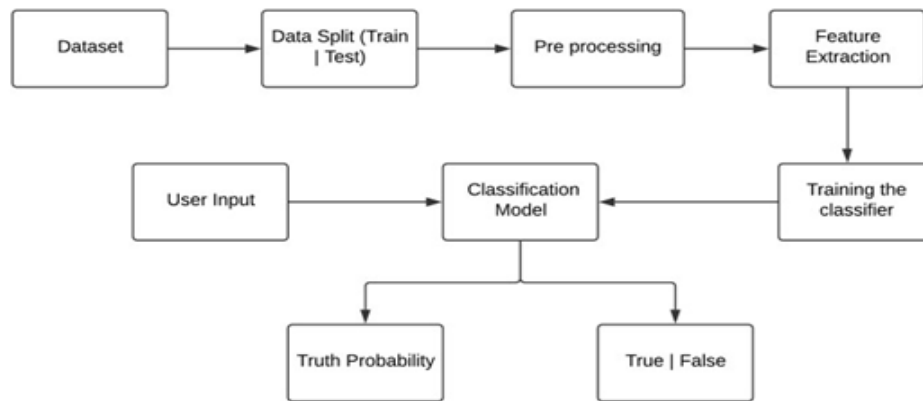 Dataset
Data Split (Train
| Test)
Pre processing
Feature
Extraction
User Input
Classification
Model
Training the
classifier
Truth Probability
True | False